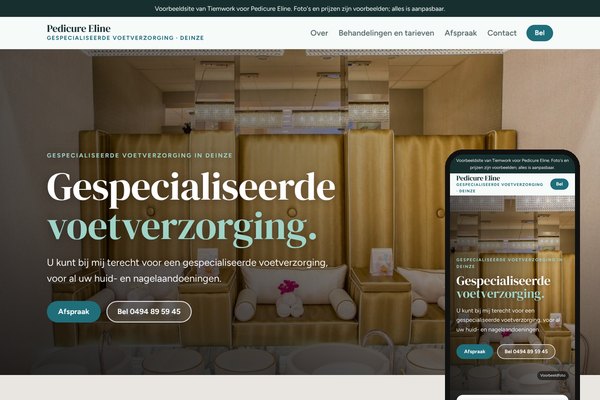 Voorbeeldsite van Tiemwork voor Pedicure Eline. Foto's en prijzen zijn voorbeelden; alles is aanpasbaar.
Pedicure Eline
GESPECIALISEERDE VOETVERZORGING · DEINZE
Over Behandelingen en tarieven Afspraak Contact Bel
GESPECIALISEERDE VOETVERZORGING IN DEINZE
Gespecialiseerde
voetverzorging.
U kunt bij mij terecht voor een gespecialiseerde voetverzorging,
voor al uw huid- en nagelaandoeningen.
Afspraak Bel 0494 89 59 45
Voorbeeldsite van Tiemwork voor Pedicure Eline. Foto's en
prijzen zijn voorbeelden; alles is aanpasbaar.
Pedicure Eline
GESPECIALISEERDE VOETVERZORGING
· DEINZE
Bel
GESPECIALISEERDE VOETVERZORGING IN
DEINZE
Gespecialiseerde
voetverzorging.
U kunt bij mij terecht voor een
gespecialiseerde voetverzorging, voor al
uw huid- en nagelaandoeningen.
Afspraak Bel 0494 89 59 45
Voorbeeldfoto